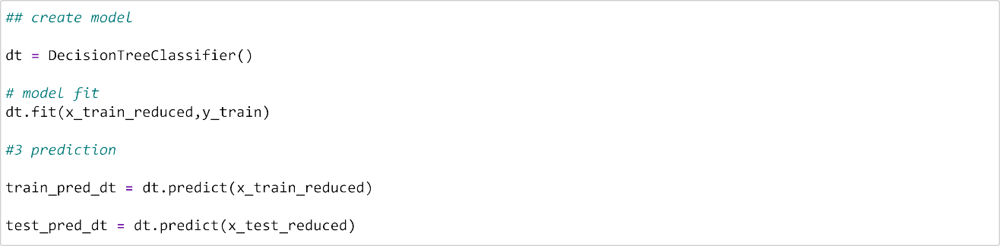 ## create model
dt = DecisionTreeClassifier()
# model fit
dt.fit(x_train_reduced,y_train)
#3 prediction
train_pred_dt = dt.predict(x_train_reduced)
test_pred_dt = dt.predict(x_test_reduced)